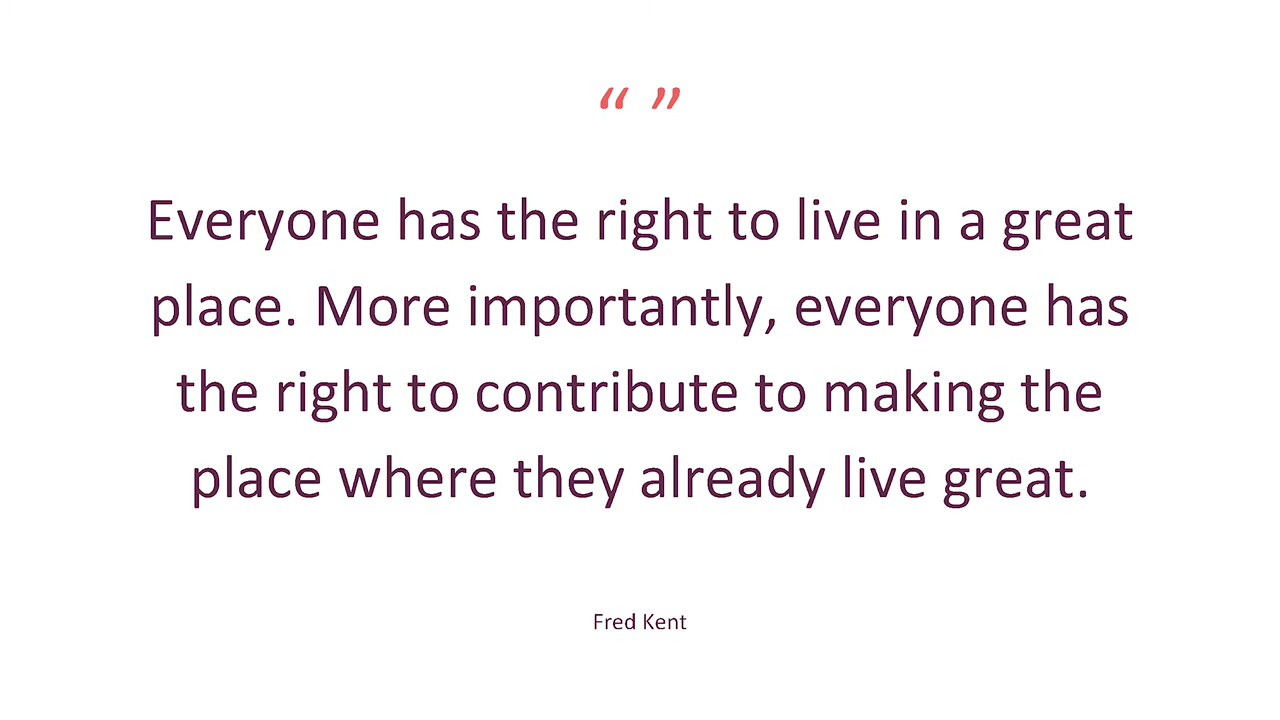 “ ”
Everyone has the right to live in a great
place. More importantly, everyone has
the right to contribute to making the
place where they already live great.
Fred Kent